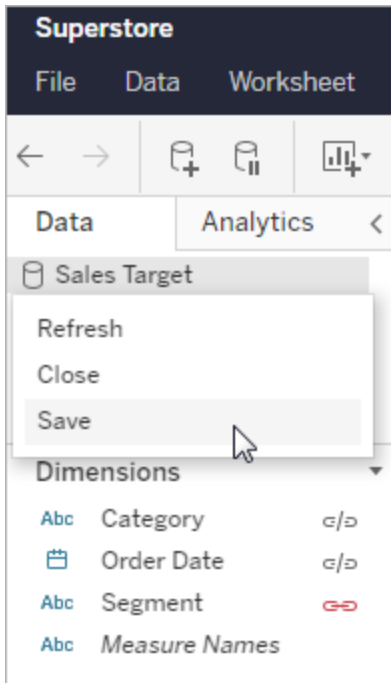 Superstore
File Data Worksheet
Data Analytics
Sales Target
Refresh
Close
Save
Dimensions
Abc Category
Order Date
Abc Segment
Abc Measure Names